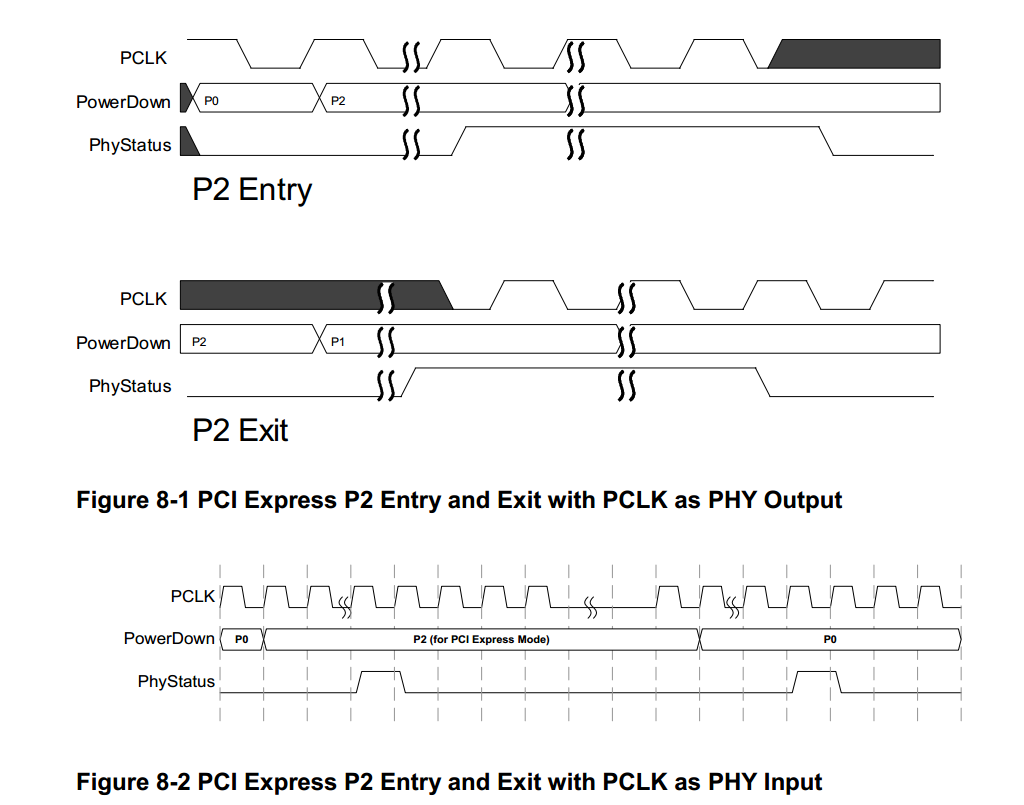 PCLK
PowerDown P0 P2
PhyStatus
P2 Entry
PCLK
PowerDown P2 P1
PhyStatus
P2 Exit
Figure 8-1 PCI Express P2 Entry and Exit with PCLK as PHY Output
PCLK
PowerDown P0 P2 (for PCI Express Mode) P0
PhyStatus
Figure 8-2 PCI Express P2 Entry and Exit with PCLK as PHY Input